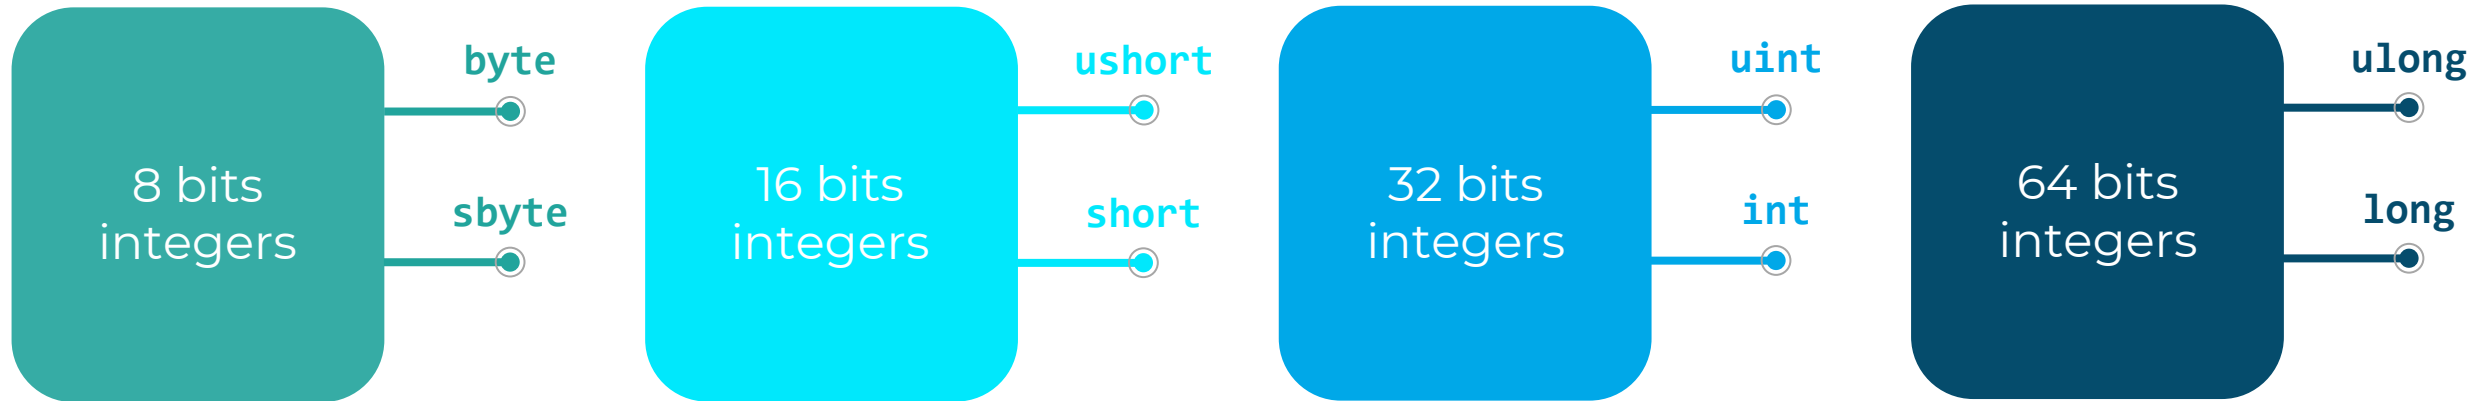 8 bits
integers
byte
sbyte
16 bits
integers
ushort
short
32 bits
integers
uint
int
64 bits
integers
ulong
long